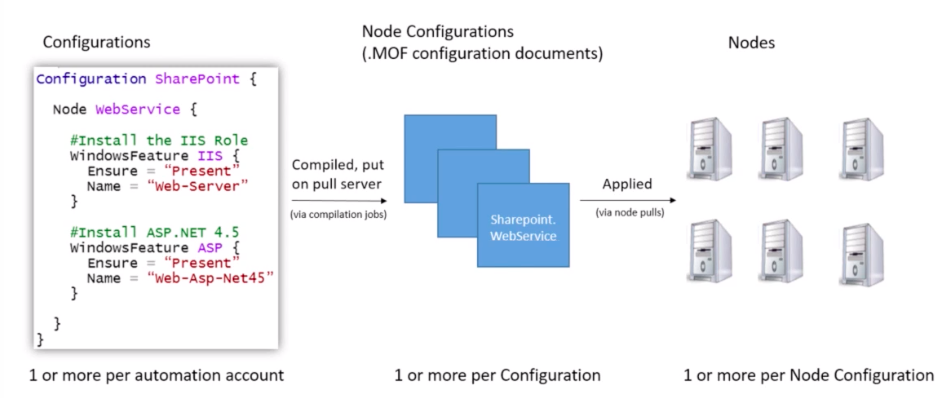 Configurations
Configuration SharePoint {
Node WebService {
#Install the IIS Role
WindowsFeature IIS {
Ensure = “Present”
Name = “Web-Server”
}
#Install ASP.NET 4.5
WindowsFeature ASP {
Ensure = “Present”
Name = “Web-Asp-Net45”
}
}
}
1 or more per automation account
Compiled, put
on pull server
(via compilation jobs)
Node Configurations
(.MOF configuration documents)
Sharepoint.
WebService
1 or more per Configuration
Applied
(via node pulls)
Nodes
1 or more per Node Configuration